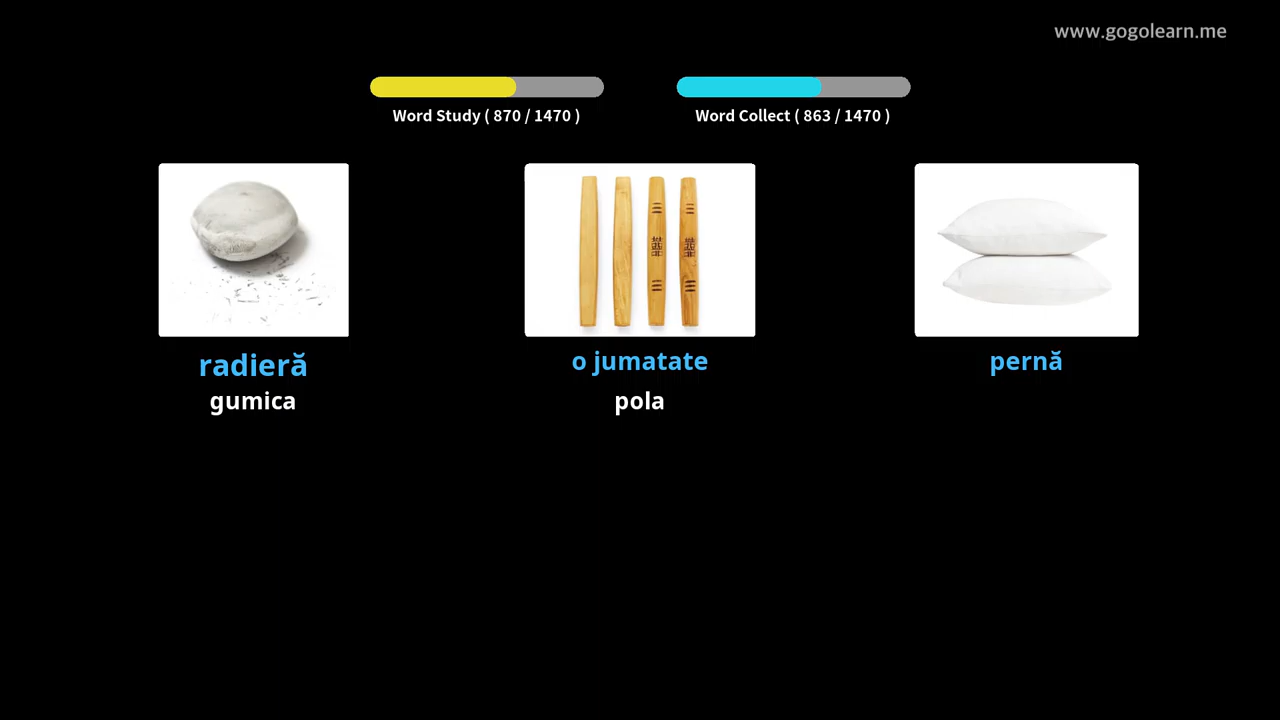 www.gogolearn.me
Word Study ( 870 / 1470 )
Word Collect ( 863 / 1470 )
radieră
gumica
o jumatate
pola
pernă